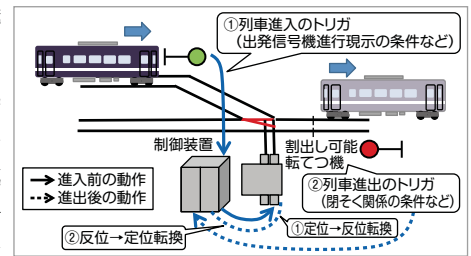 ①列車進入のトリガ
（出発信号機進行現示の条件など）
制御装置
割出し可能
転てつ機
進入前の動作
進出後の動作
②列車進出のトリガ
（閉そく関係の条件など）
①定位→反位転換
②反位→定位転換